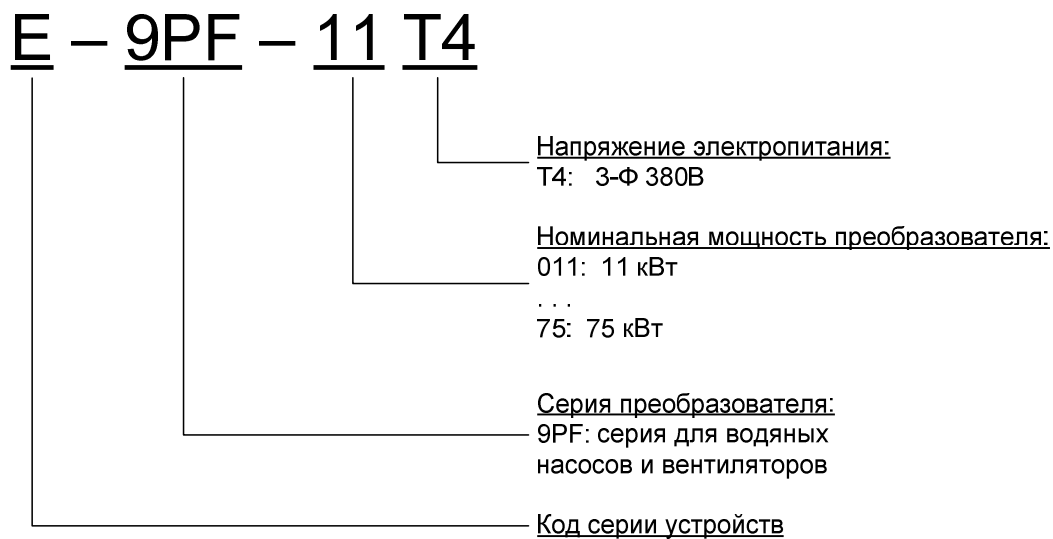 E – 9PF – 11 T4
Напряжение электропитания:
Т4: 3-Ф 380В
Номинальная мощность преобразователя:
011: 11 кВт
. . .
75: 75 кВт
Серия преобразователя:
9PF: серия для водяных
насосов и вентиляторов
Код серии устройств